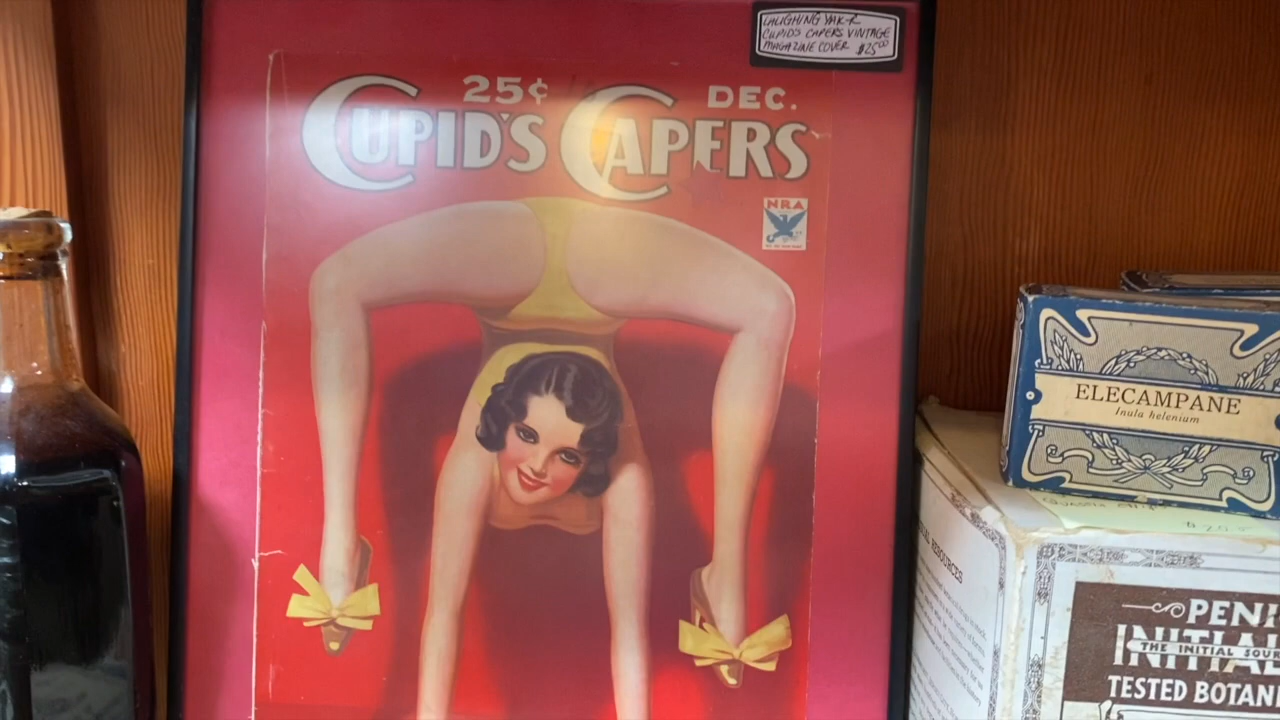 LAUGHING YAK-R
CUPID'S CAPERS VINTAGE
MAGAZINE COVER $25.00
25¢ DEC.
CUPID'S CAPERS
NRA
ELECAMPANE
Inula helenium
RESOURCES
PENI
INITIAL
THE INITIAL SOUR
TESTED BOTAN